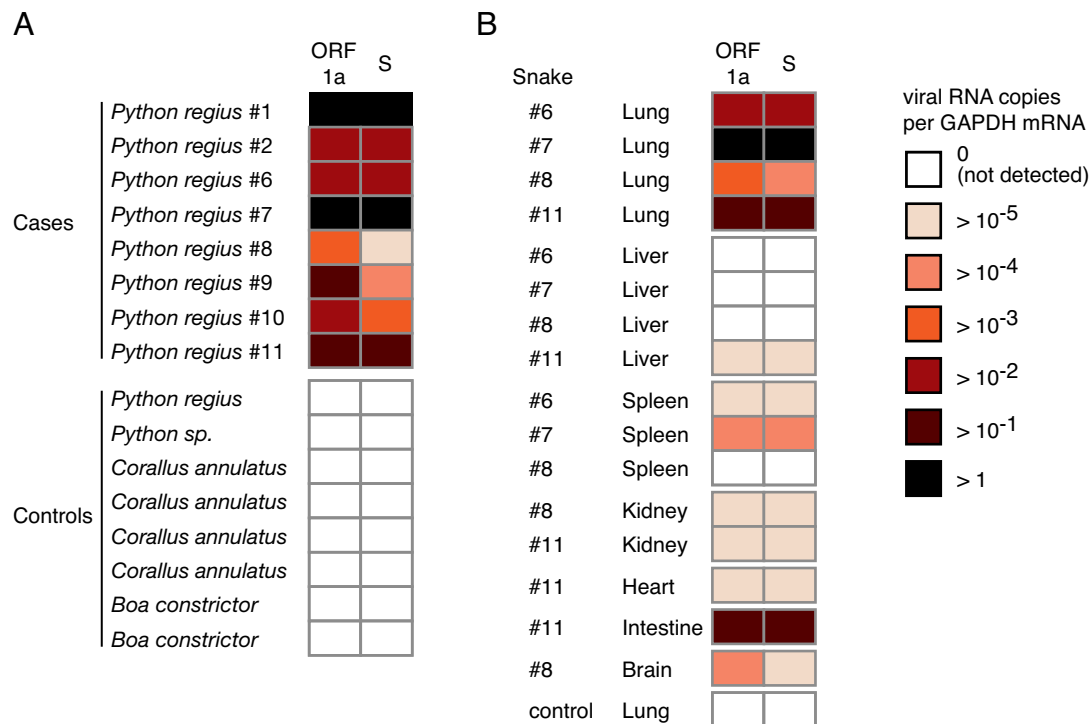 A
ORF
1a
S
Cases
Python regius #1
Python regius #2
Python regius #6
Python regius #7
Python regius #8
Python regius #9
Python regius #10
Python regius #11
Controls
Python regius
Python sp.
Corallus annulatus
Corallus annulatus
Corallus annulatus
Corallus annulatus
Boa constrictor
Boa constrictor
B
Snake
ORF
1a
S
#6 Lung
#7 Lung
#8 Lung
#11 Lung
#6 Liver
#7 Liver
#8 Liver
#11 Liver
#6 Spleen
#7 Spleen
#8 Spleen
#8 Kidney
#11 Kidney
#11 Heart
#11 Intestine
#8 Brain
control Lung
viral RNA copies
per GAPDH mRNA
0
(not detected)
> 10⁻⁵
> 10⁻⁴
> 10⁻³
> 10⁻²
> 10⁻¹
> 1